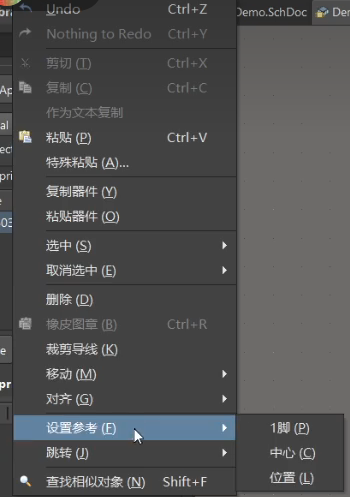 Undo Ctrl+Z
Demo.SchDoc
Nothing to Redo Ctrl+Y
剪切 (T) Ctrl+X
复制 (C) Ctrl+C
作为文本复制
粘贴 (P) Ctrl+V
特殊粘贴 (A)...
复制器件 (Y)
粘贴器件 (O)
选中 (S)
取消选中 (E)
删除 (D)
橡皮图章 (B) Ctrl+R
裁剪导线 (K)
移动 (M)
对齐 (G)
设置参考 (F)
1脚 (P)
中心 (C)
位置 (L)
跳转 (J)
查找相似对象 (N) Shift+F